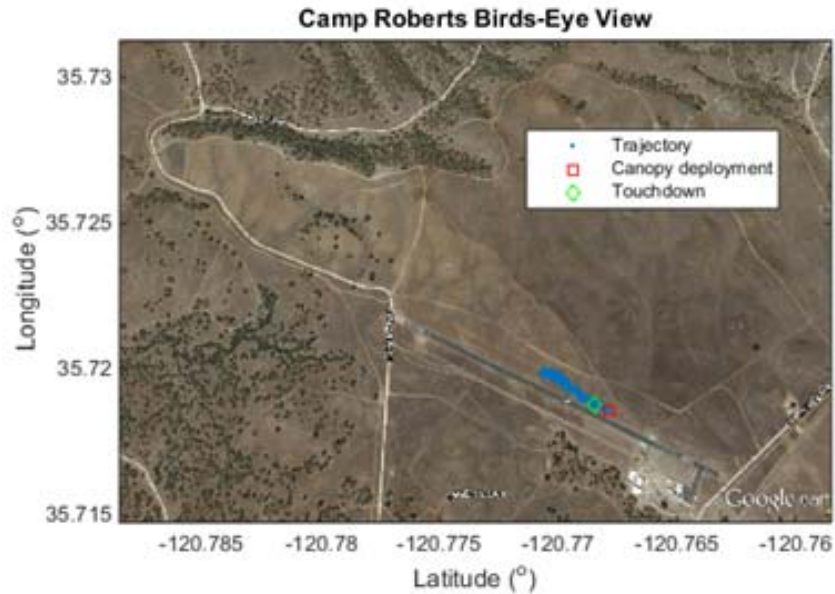 Camp Roberts Birds-Eye View
35.73
35.725
35.72
35.715
Longitude (°)
Trajectory
Canopy deployment
Touchdown
Google eart
-120.785
-120.78
-120.775
-120.77
-120.765
-120.76
Latitude (°)